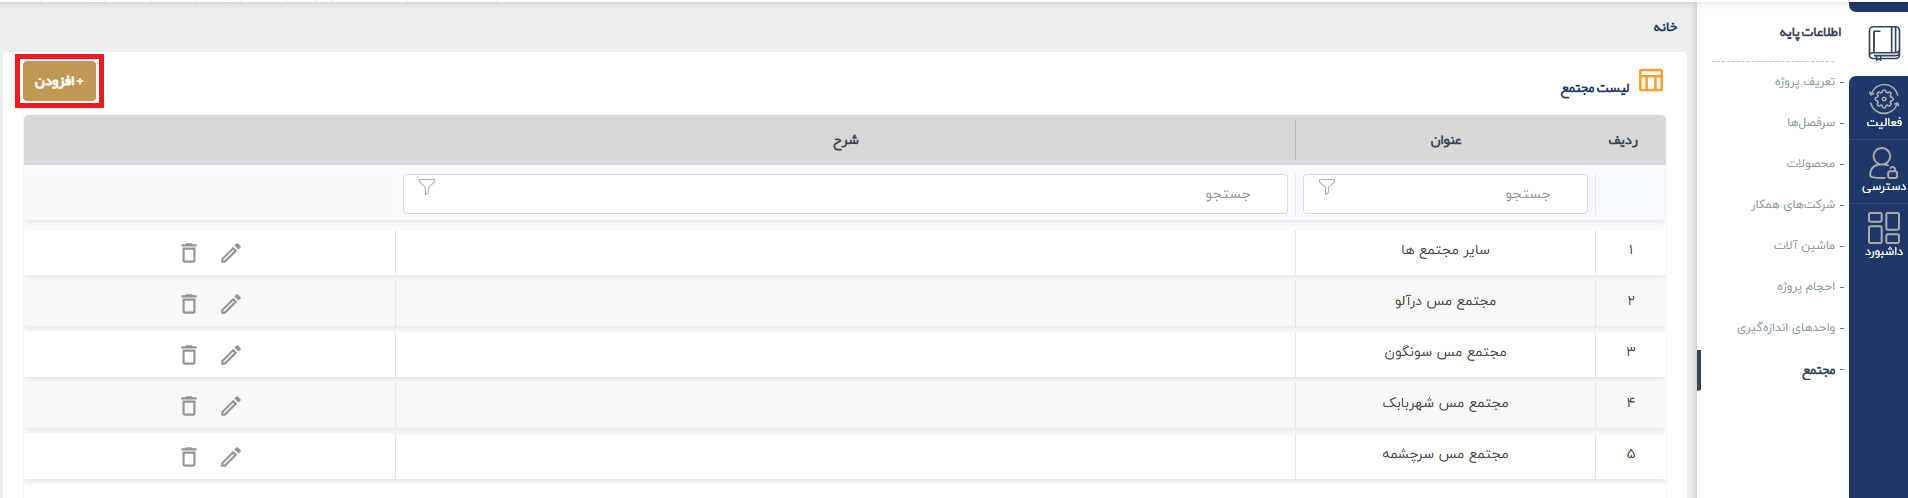 اطلاعات پایه
- تعریف پروژه
- سرفصل‌ها
- محصولات
- شرکت‌های همکار
- ماشین آلات
- احجام پروژه
- واحدهای اندازه‌گیری
- مجتمع
فعالیت
دسترسی
داشبورد
خانه
لیست مجتمع
+ افزودن
ردیف عنوان شرح
جستجو جستجو
۱ سایر مجتمع ها
۲ مجتمع مس درآلو
۳ مجتمع مس سونگون
۴ مجتمع مس شهربابک
۵ مجتمع مس سرچشمه